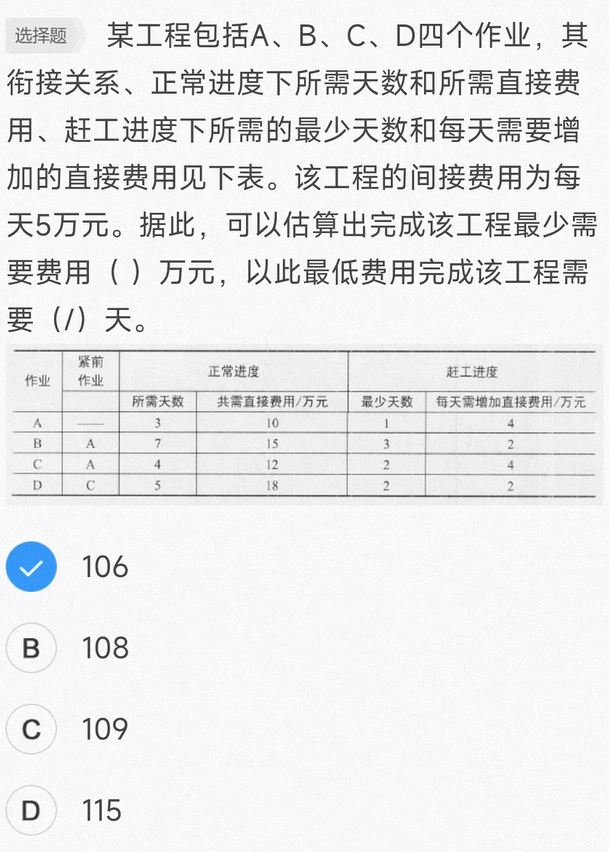 选择题 某工程包括A、B、C、D四个作业，其
衔接关系、正常进度下所需天数和所需直接费
用、赶工进度下所需的最少天数和每天需要增
加的直接费用见下表。该工程的间接费用为每
天5万元。据此，可以估算出完成该工程最少需
要费用（ ）万元，以此最低费用完成该工程需
要（/）天。
作业 紧前作业 正常进度 赶工进度
所需天数 共需直接费用/万元 最少天数 每天需增加直接费用/万元
A —— 3 10 1 4
B A 7 15 3 2
C A 4 12 2 4
D C 5 18 2 2
106
B 108
C 109
D 115